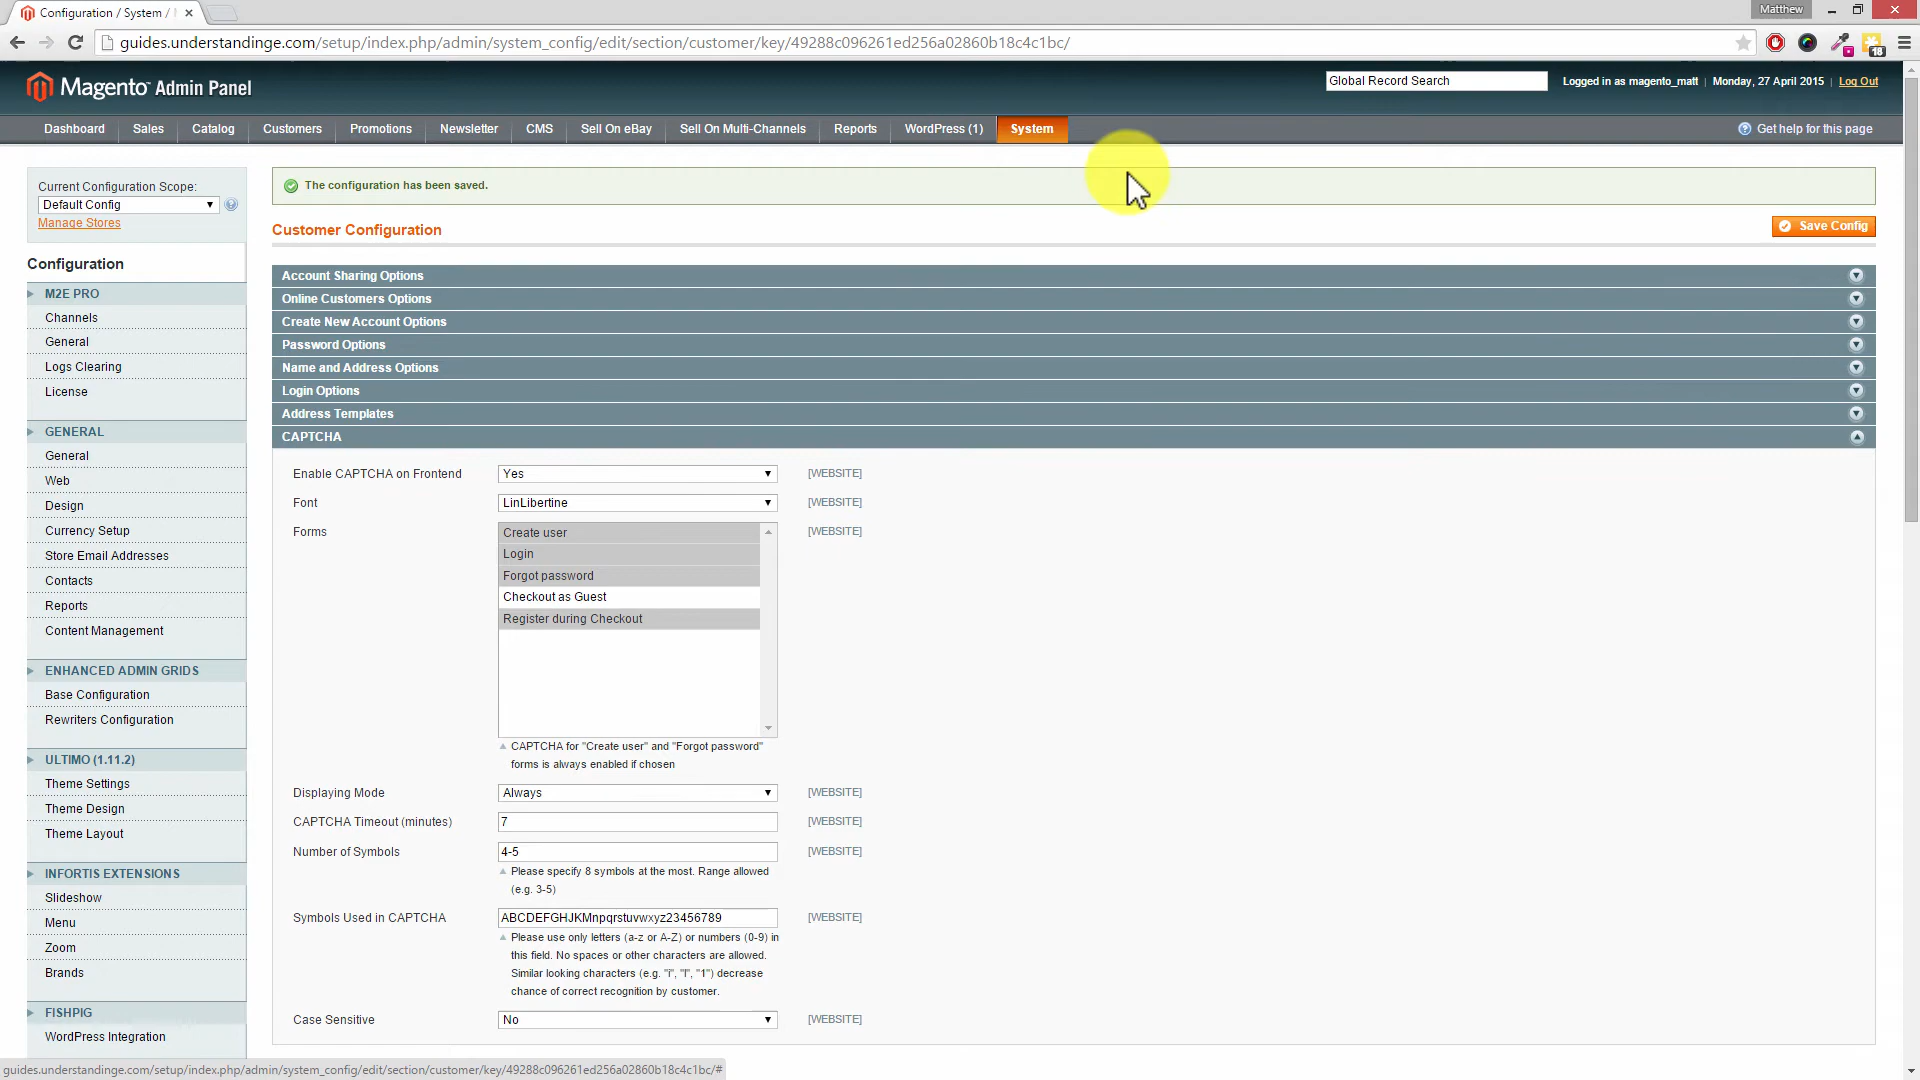 Configuration / System /
Matthew
guides.understandinge.com/setup/index.php/admin/system_config/edit/section/customer/key/49288c096261ed256a02860b18c4c1bc/
18
Magento Admin Panel
Global Record Search
Logged in as magento_matt | Monday, 27 April 2015 | Log Out
Dashboard Sales Catalog Customers Promotions Newsletter CMS Sell On eBay Sell On Multi-Channels Reports WordPress (1) System
Get help for this page
Current Configuration Scope:
Default Config
Manage Stores
Configuration
M2E PRO
Channels
General
Logs Clearing
License
GENERAL
General
Web
Design
Currency Setup
Store Email Addresses
Contacts
Reports
Content Management
ENHANCED ADMIN GRIDS
Base Configuration
Rewriters Configuration
ULTIMO (1.11.2)
Theme Settings
Theme Design
Theme Layout
INFORTIS EXTENSIONS
Slideshow
Menu
Zoom
Brands
FISHPIG
WordPress Integration
The configuration has been saved.
Customer Configuration
Save Config
Account Sharing Options
Online Customers Options
Create New Account Options
Password Options
Name and Address Options
Login Options
Address Templates
CAPTCHA
Enable CAPTCHA on Frontend Yes [WEBSITE]
Font LinLibertine [WEBSITE]
Forms Create user [WEBSITE]
Login
Forgot password
Checkout as Guest
Register during Checkout
CAPTCHA for "Create user" and "Forgot password"
forms is always enabled if chosen
Displaying Mode Always [WEBSITE]
CAPTCHA Timeout (minutes) 7 [WEBSITE]
Number of Symbols 4-5 [WEBSITE]
Please specify 8 symbols at the most. Range allowed
(e.g. 3-5)
Symbols Used in CAPTCHA ABCDEFGHJKMnpqrstuvwxyz23456789 [WEBSITE]
Please use only letters (a-z or A-Z) or numbers (0-9) in
this field. No spaces or other characters are allowed.
Similar looking characters (e.g. "i", "l", "1") decrease
chance of correct recognition by customer.
Case Sensitive No [WEBSITE]
guides.understandinge.com/setup/index.php/admin/system_config/edit/section/customer/key/49288c096261ed256a02860b18c4c1bc/#